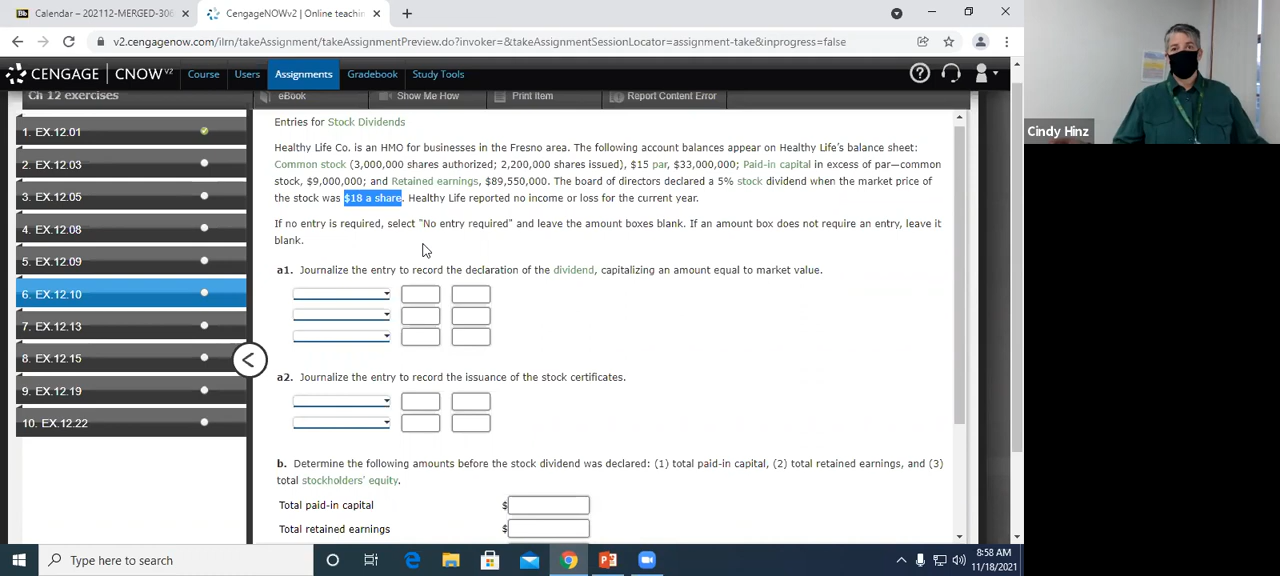 Calendar – 202112-MERGED-306
CengageNOWv2 | Online teachin
v2.cengagenow.com/ilrn/takeAssignment/takeAssignmentPreview.do?invoker=&takeAssignmentSessionLocator=assignment-take&inprogress=false
CENGAGE | CNOWv2 Course Users Assignments Gradebook Study Tools
Ch 12 exercises
eBook Show Me How Print Item Report Content Error
1. EX.12.01
2. EX.12.03
3. EX.12.05
4. EX.12.08
5. EX.12.09
6. EX.12.10
7. EX.12.13
8. EX.12.15
9. EX.12.19
10. EX.12.22
Entries for Stock Dividends
Healthy Life Co. is an HMO for businesses in the Fresno area. The following account balances appear on Healthy Life's balance sheet:
Common stock (3,000,000 shares authorized; 2,200,000 shares issued), $15 par, $33,000,000; Paid-in capital in excess of par—common
stock, $9,000,000; and Retained earnings, $89,550,000. The board of directors declared a 5% stock dividend when the market price of
the stock was $18 a share. Healthy Life reported no income or loss for the current year.
If no entry is required, select "No entry required" and leave the amount boxes blank. If an amount box does not require an entry, leave it
blank.
a1. Journalize the entry to record the declaration of the dividend, capitalizing an amount equal to market value.
a2. Journalize the entry to record the issuance of the stock certificates.
b. Determine the following amounts before the stock dividend was declared: (1) total paid-in capital, (2) total retained earnings, and (3)
total stockholders' equity.
Total paid-in capital $
Total retained earnings $
Cindy Hinz
Type here to search
8:58 AM
11/18/2021